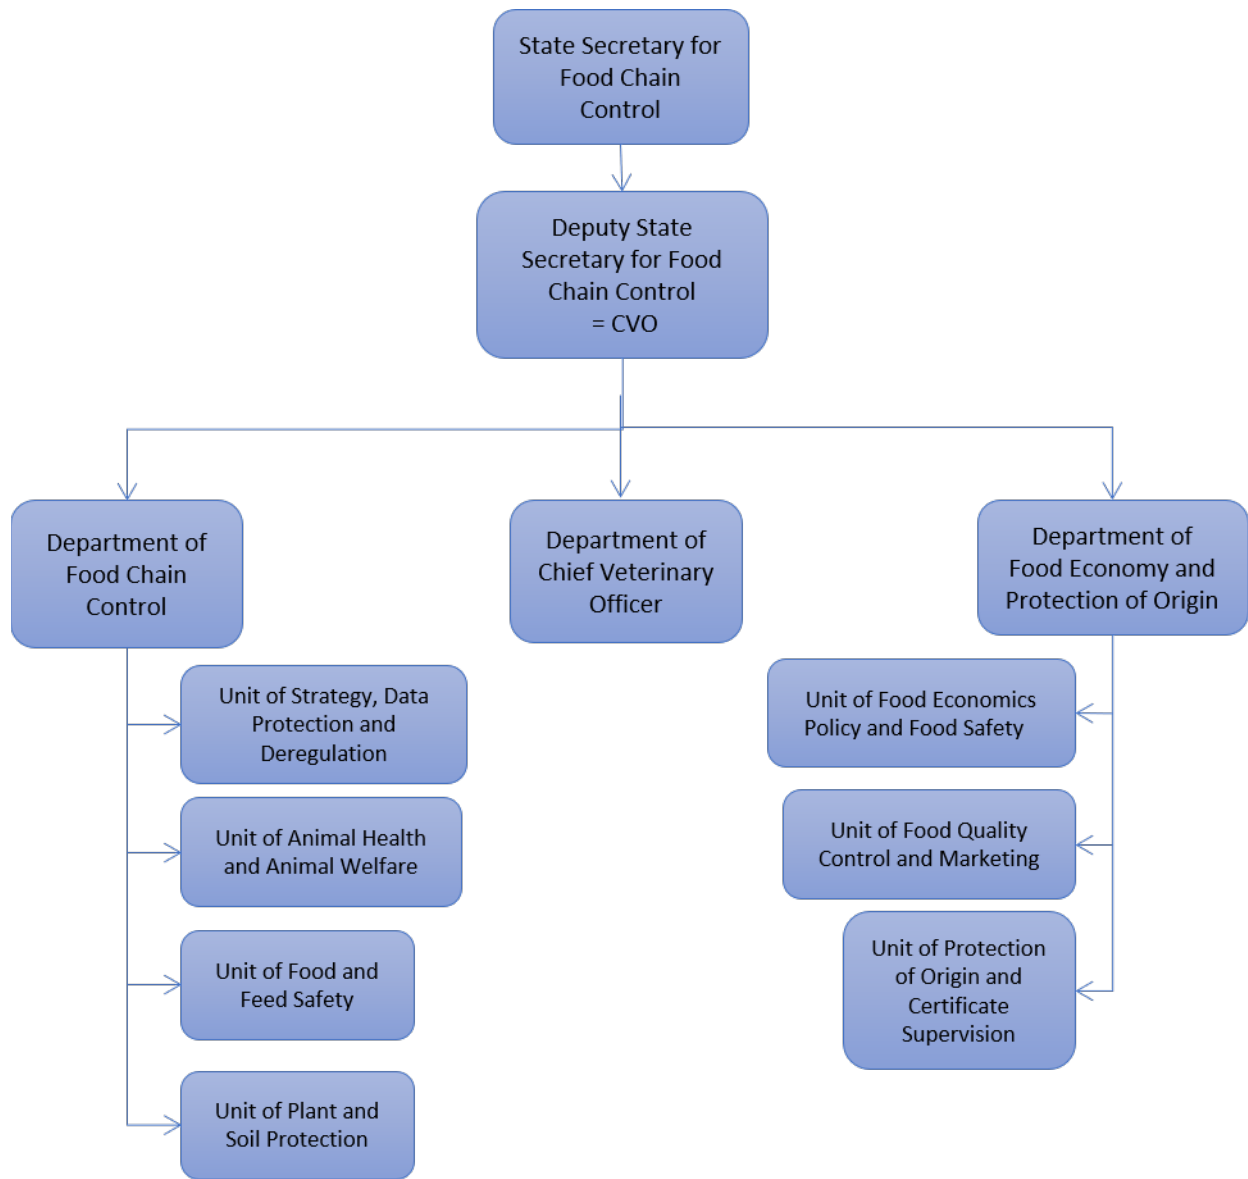 State Secretary for
Food Chain
Control
Deputy State
Secretary for Food
Chain Control
= CVO
Department of
Food Chain
Control
Department of
Chief Veterinary
Officer
Department of
Food Economy and
Protection of Origin
Unit of Strategy, Data
Protection and
Deregulation
Unit of Animal Health
and Animal Welfare
Unit of Food and
Feed Safety
Unit of Plant and
Soil Protection
Unit of Food Economics
Policy and Food Safety
Unit of Food Quality
Control and Marketing
Unit of Protection
of Origin and
Certificate
Supervision